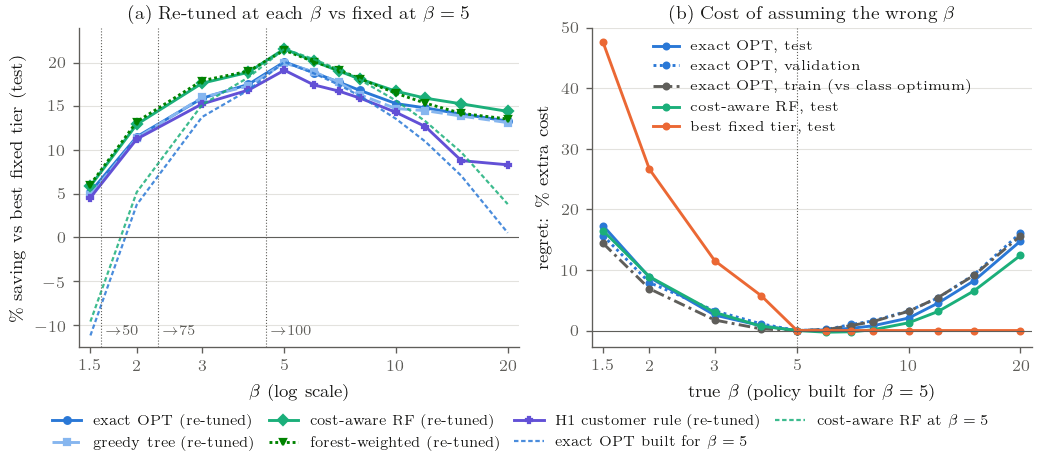 (a) Re-tuned at each β vs fixed at β = 5
% saving vs best fixed tier (test)
20
15
10
5
0
−5
−10
→50
→75
→100
1.5
2
3
5
10
20
β (log scale)
(b) Cost of assuming the wrong β
regret: % extra cost
50
40
30
20
10
0
exact OPT, test
exact OPT, validation
exact OPT, train (vs class optimum)
cost-aware RF, test
best fixed tier, test
1.5
2
3
5
10
20
true β (policy built for β = 5)
exact OPT (re-tuned)
cost-aware RF (re-tuned)
H1 customer rule (re-tuned)
cost-aware RF at β = 5
greedy tree (re-tuned)
forest-weighted (re-tuned)
exact OPT built for β = 5